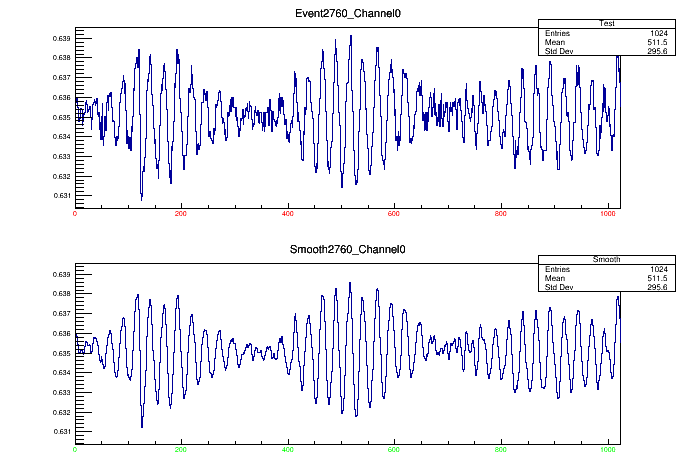 Event2760_Channel0
Test
Entries 1024
Mean 511.5
Std Dev 295.6
0.639
0.638
0.637
0.636
0.635
0.634
0.633
0.632
0.631
0 200 400 600 800 1000
Smooth2760_Channel0
Smooth
Entries 1024
Mean 511.5
Std Dev 295.6
0.639
0.638
0.637
0.636
0.635
0.634
0.633
0.632
0.631
0.630
0 200 400 600 800 1000